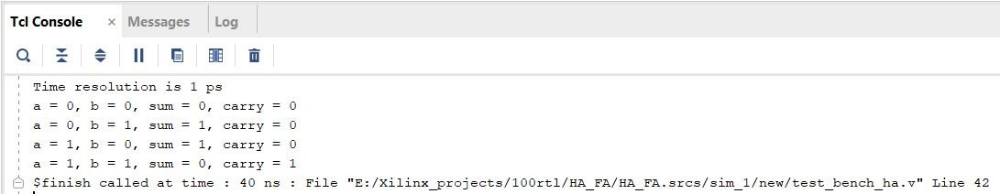 Tcl Console × Messages Log
Time resolution is 1 ps
a = 0, b = 0, sum = 0, carry = 0
a = 0, b = 1, sum = 1, carry = 0
a = 1, b = 0, sum = 1, carry = 0
a = 1, b = 1, sum = 0, carry = 1
$finish called at time : 40 ns : File "E:/Xilinx_projects/100rtl/HA_FA/HA_FA.srcs/sim_1/new/test_bench_ha.v" Line 42